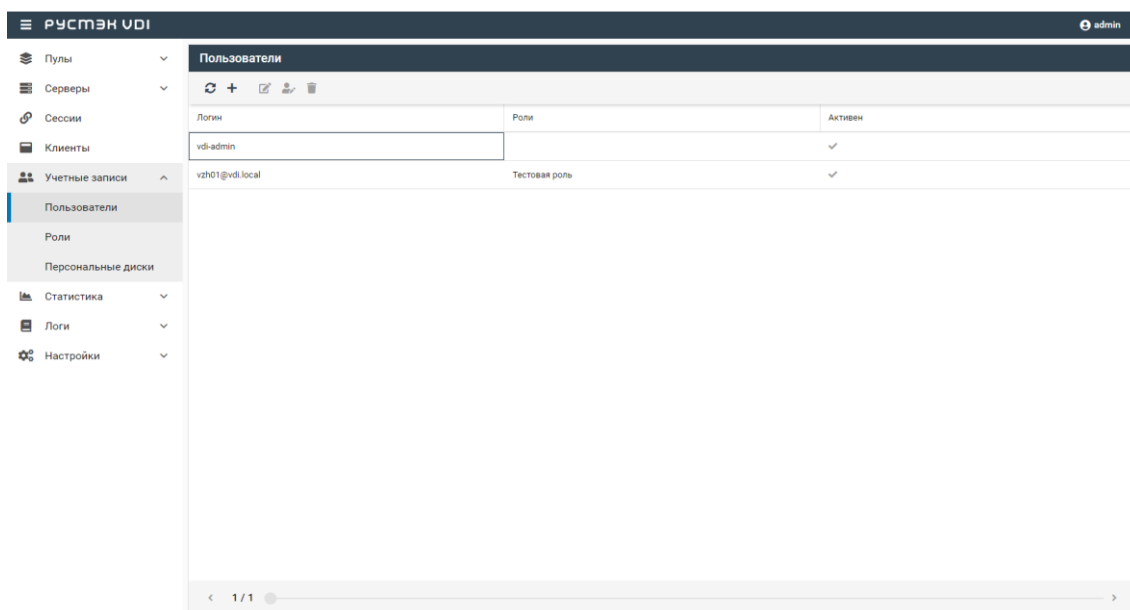 РУСТЭК VDI
admin
Пулы
Серверы
Сессии
Клиенты
Учетные записи
Пользователи
Роли
Персональные диски
Статистика
Логи
Настройки
Пользователи
Логин Роли Активен
vdi-admin
vzh01@vdi.local Тестовая роль
1 / 1